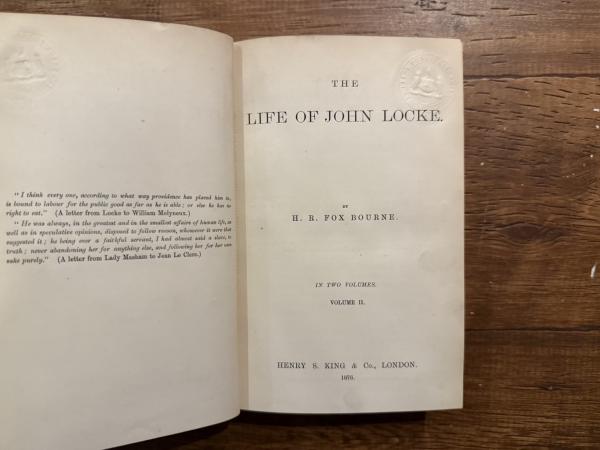 " I think every one, according to what way providence has placed him in,
is bound to labour for the public good as far as he is able ; or else he has no
right to eat." (A letter from Locke to William Molyneux.)
" He was always, in the greatest and in the smallest affairs of human life, as
well as in speculative opinions, disposed to follow reason, whosoever it were that
suggested it ; he being ever a faithful servant, I had almost said a slave, to
truth ; never abandoning her for anything else, and following for her own
sake purely." (A letter from Lady Masham to Jean Le Clerc.)
THE
LIFE OF JOHN LOCKE.
BY
H. R. FOX BOURNE.
IN TWO VOLUMES.
VOLUME II.
HENRY S. KING & Co., LONDON.
1876.